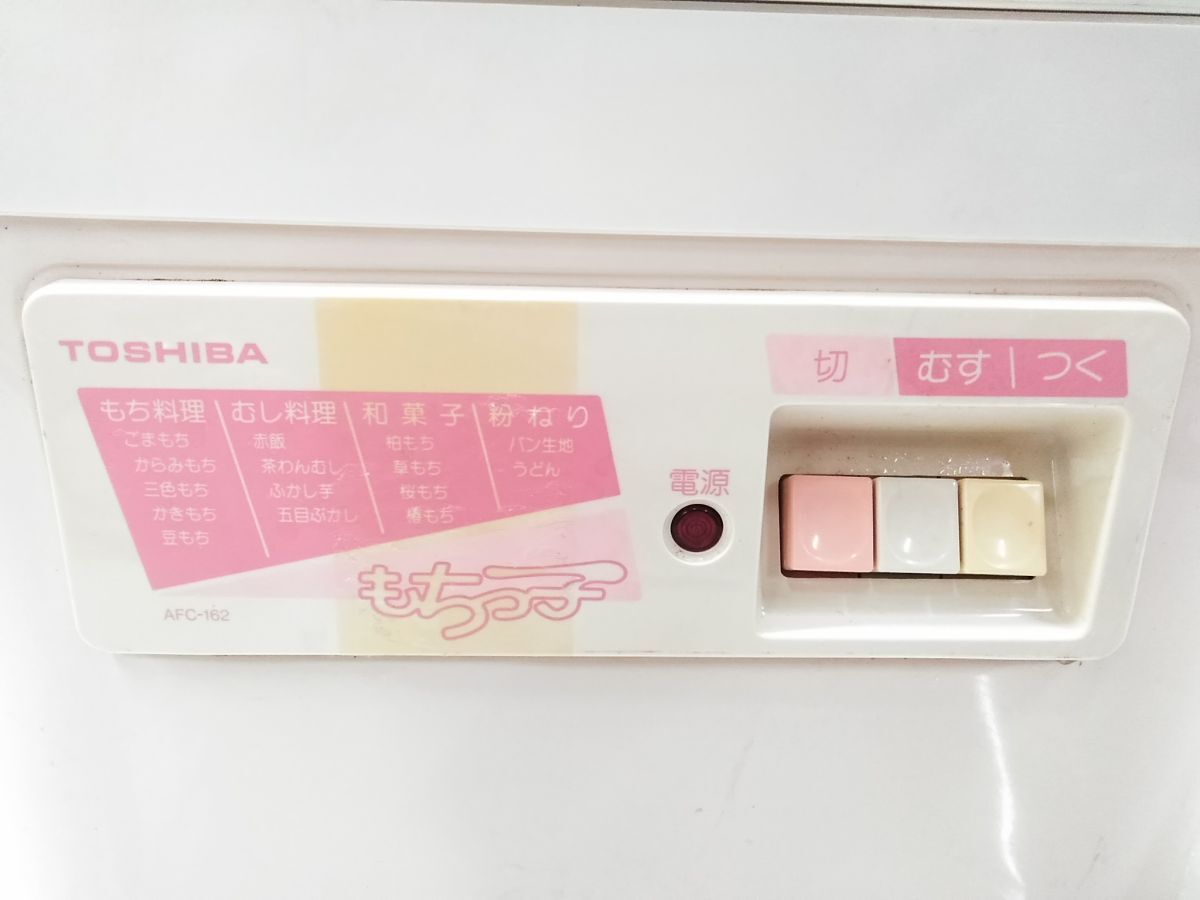 TOSHIBA
切 むす | つく
もち料理 むし料理 和菓子 粉ねり
ごまもち
からみもち
三色もち
かきもち
豆もち
赤飯
茶わんむし
ふかし芋
五目ぶかし
柏もち
草もち
桜もち
椿もち
パン生地
うどん
電源
もちっ子
AFC-162